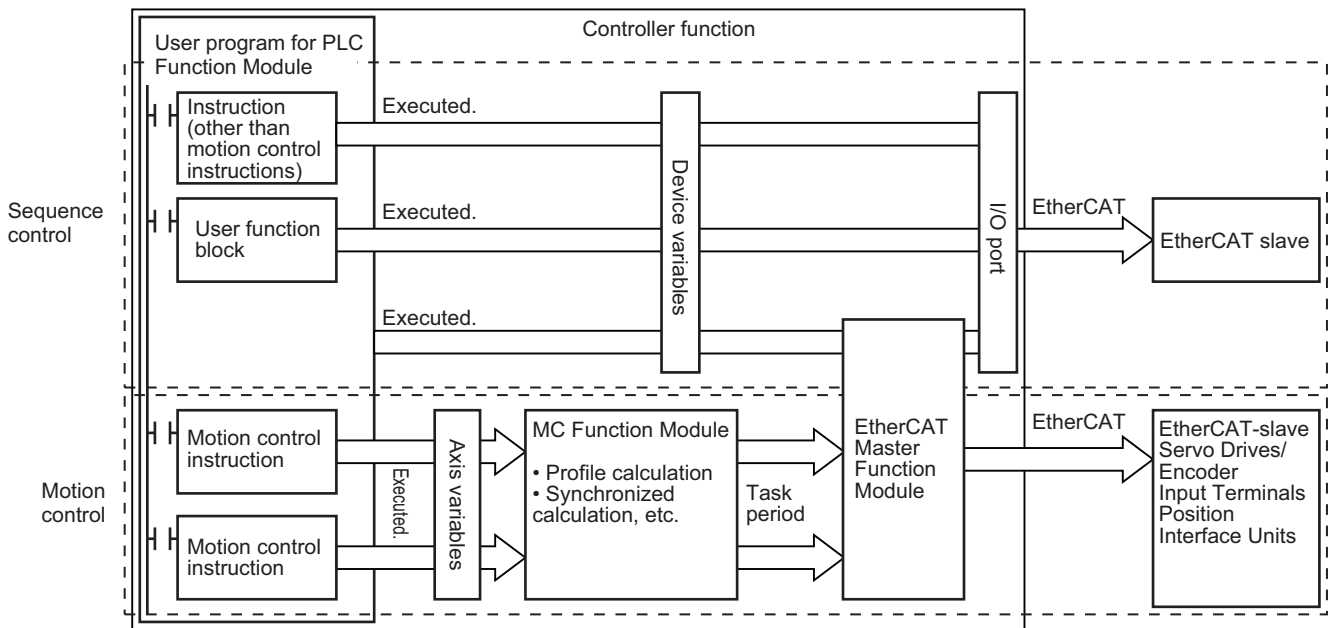 Controller function
User program for PLC
Function Module
Sequence
control
Instruction
(other than
motion control
instructions)
Executed.
User function
block
Executed.
Executed.
Device variables
I/O port
EtherCAT
EtherCAT slave
Motion
control
Motion control
instruction
Motion control
instruction
Executed.
Axis variables
MC Function Module
• Profile calculation
• Synchronized
calculation, etc.
Task
period
EtherCAT
Master
Function
Module
EtherCAT
EtherCAT-slave
Servo Drives/
Encoder
Input Terminals
Position
Interface Units